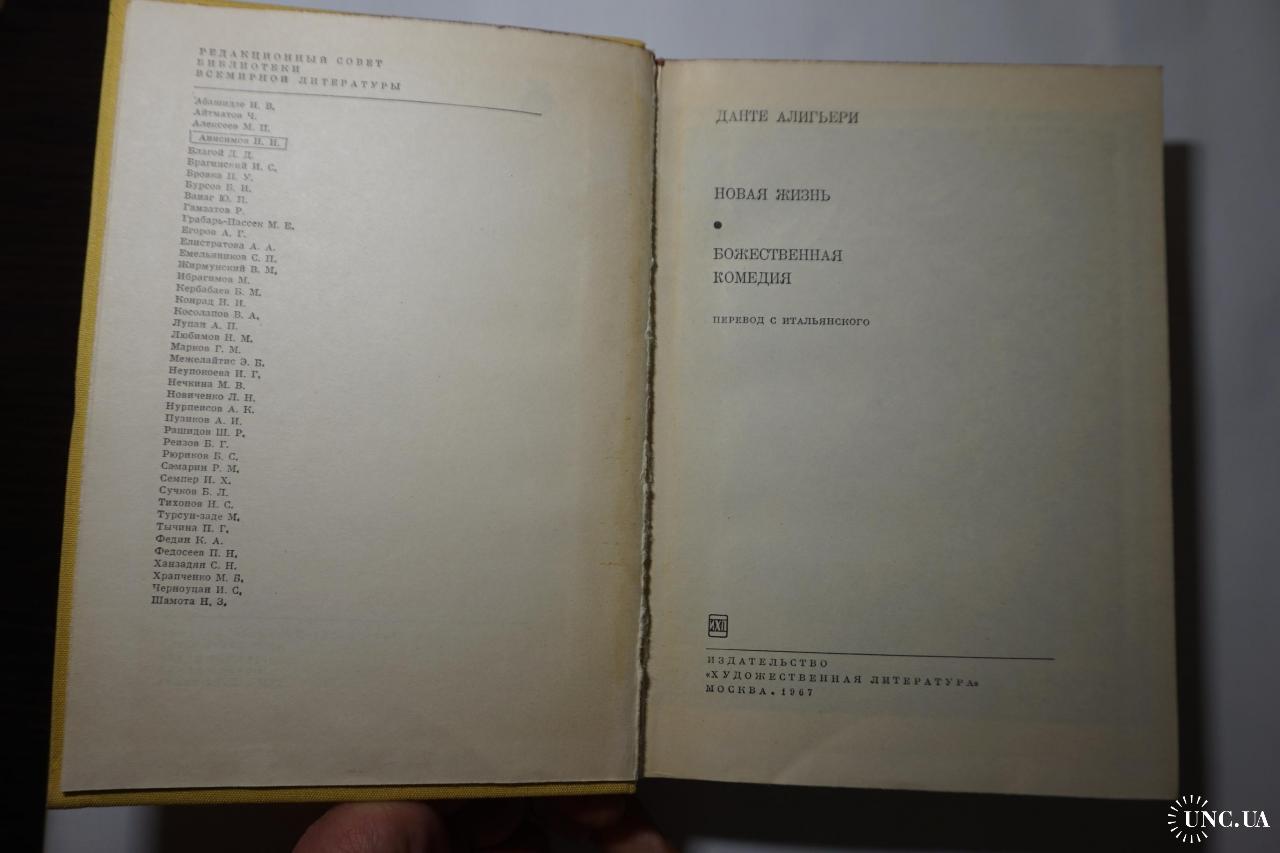 РЕДАКЦИОННЫЙ СОВЕТ
БИБЛИОТЕКИ
ВСЕМИРНОЙ ЛИТЕРАТУРЫ
Абашидзе И. В.
Айтматов Ч.
Алексеев М. П.
Анисимов И. И.
Благой Д. Д.
Брагинский И. С.
Бровка П. У.
Бурсов Б. И.
Ванаг Ю. П.
Гамзатов Р.
Грабарь-Пассек М. Е.
Егоров А. Г.
Елистратова А. А.
Емельяников С. П.
Жирмунский В. М.
Ибрагимов М.
Кербабаев Б. М.
Конрад Н. И.
Косолапов В. А.
Лупан А. П.
Любимов Н. М.
Марков Г. М.
Межелайтис Э. Б.
Неупокоева И. Г.
Нечкина М. В.
Новиченко Л. Н.
Нурпеисов А. К.
Пузиков А. И.
Рашидов Ш. Р.
Реизов Б. Г.
Рюриков Б. С.
Самарин Р. М.
Семпер И. Х.
Сучков Б. Л.
Тихонов Н. С.
Турсун-заде М.
Тычина П. Г.
Федин К. А.
Федосеев П. Н.
Ханзадян С. Н.
Храпченко М. Б.
Черноуцан И. С.
Шамота Н. З.
ДАНТЕ АЛИГЬЕРИ
НОВАЯ ЖИЗНЬ
•
БОЖЕСТВЕННАЯ
КОМЕДИЯ
ПЕРЕВОД С ИТАЛЬЯНСКОГО
ИХЛ
ИЗДАТЕЛЬСТВО
«ХУДОЖЕСТВЕННАЯ ЛИТЕРАТУРА»
МОСКВА • 1967
UNC.UA